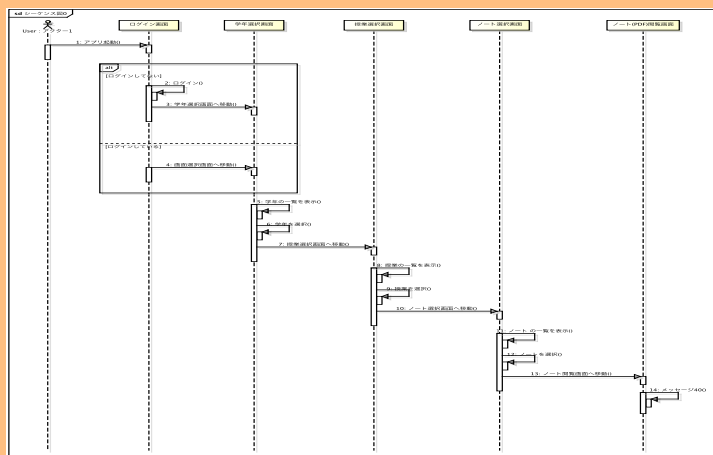 sd シーケンス図0
User : アクター1
ログイン画面
学年選択画面
授業選択画面
ノート選択画面
ノート(PDF)閲覧画面
1: アプリ起動()
alt
[ログインしてない]
2: ログイン()
3: 学年選択画面へ移動()
[ログインしている]
4: 画面選択画面へ移動()
5: 学年の一覧を表示()
6: 学年を選択()
7: 授業選択画面へ移動()
8: 授業の一覧を表示()
9: 授業を選択()
10: ノート選択画面へ移動()
11: ノート の一覧を表示()
12: ノートを選択()
13: ノート閲覧画面へ移動()
14: メッセージ40()